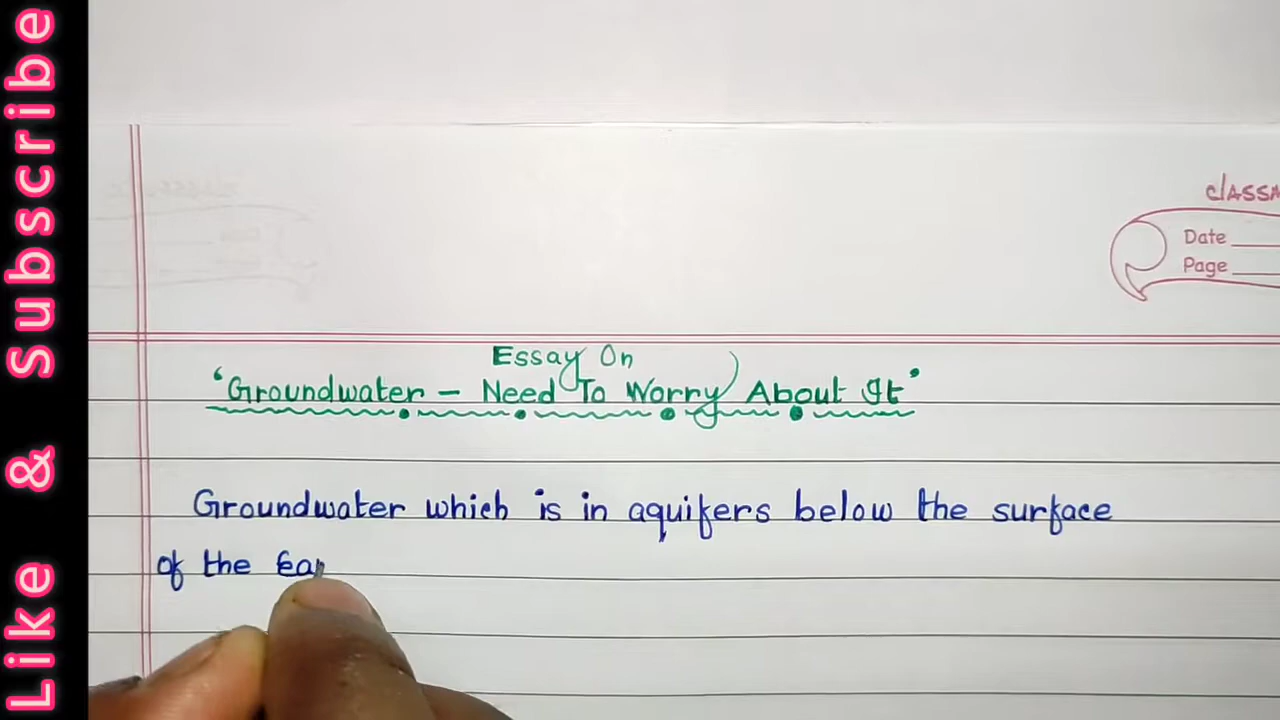 Like & Subscribe
classm
Date
Page
Essay On
‘Groundwater – Need To Worry About It’
Groundwater which is in aquifers below the surface
of the Ear